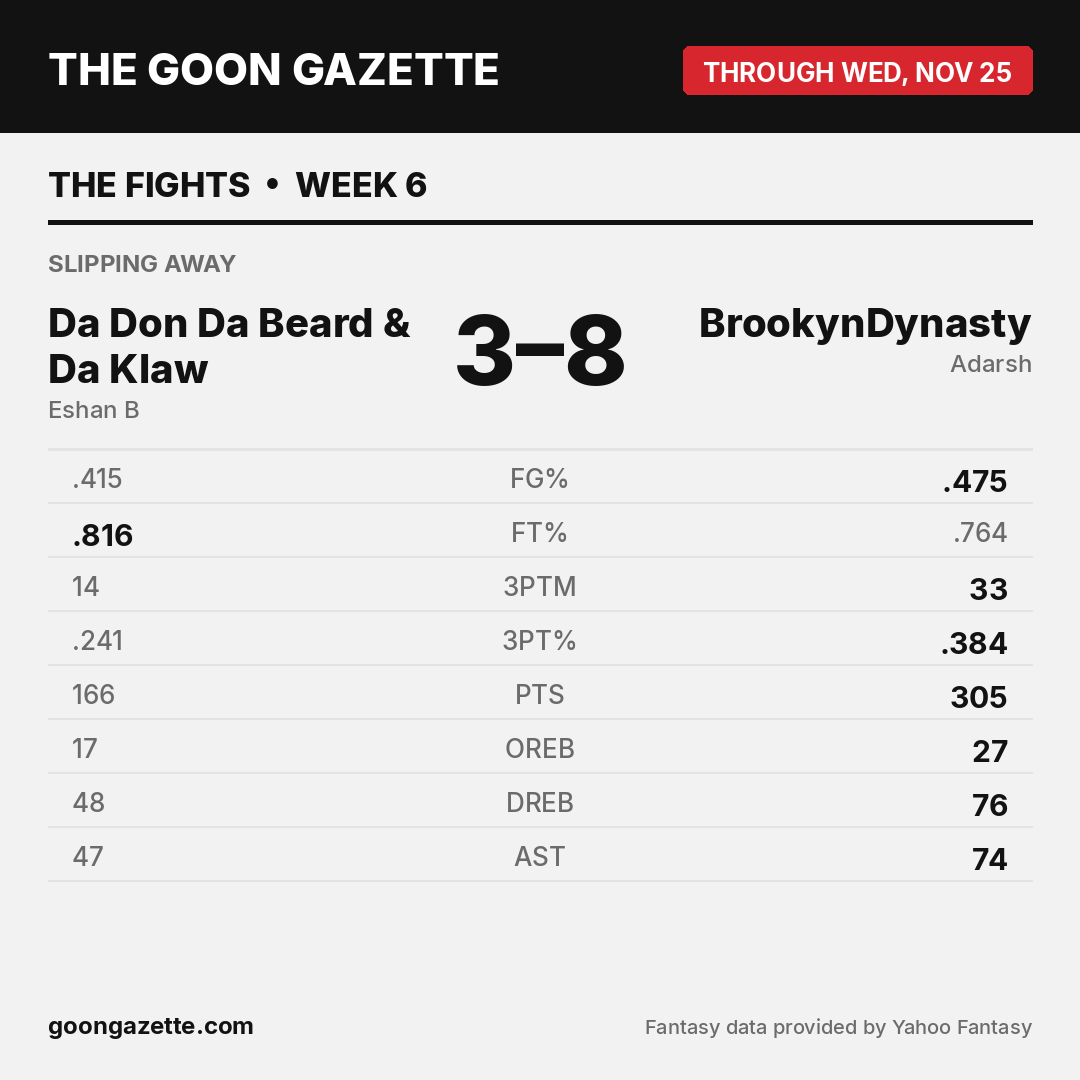 THE GOON GAZETTE
THROUGH WED, NOV 25
THE FIGHTS • WEEK 6
SLIPPING AWAY
Da Don Da Beard &
Da Klaw
Eshan B
3–8
BrookynDynasty
Adarsh
.415 FG% .475
.816 FT% .764
14 3PTM 33
.241 3PT% .384
166 PTS 305
17 OREB 27
48 DREB 76
47 AST 74
goongazette.com
Fantasy data provided by Yahoo Fantasy